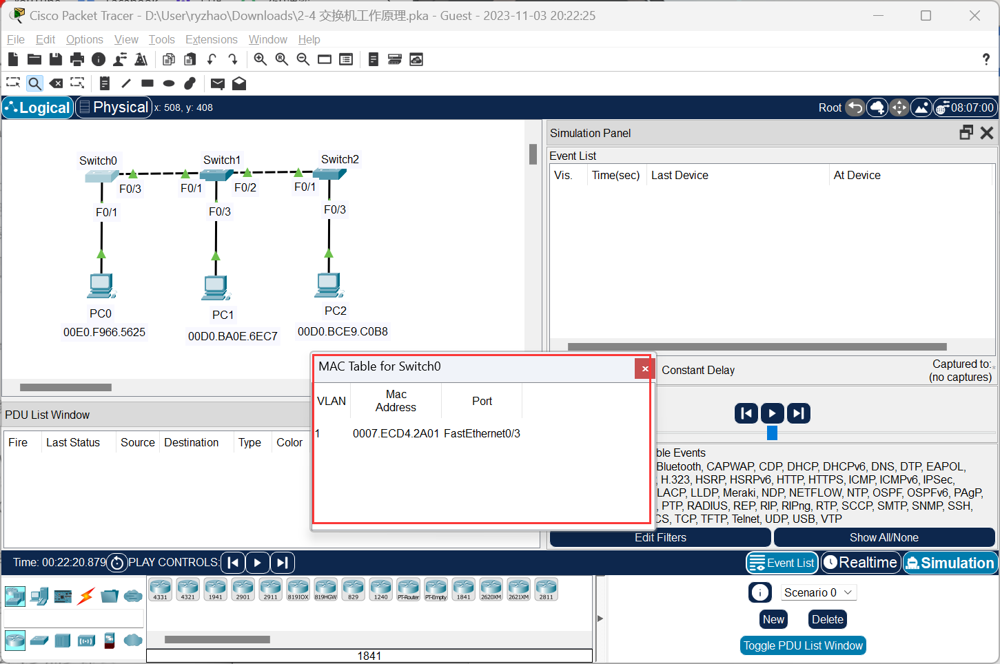 Cisco Packet Tracer - D:\User\ryzhao\Downloads\2-4 交换机工作原理.pka - Guest - 2023-11-03 20:22:25
File Edit Options View Tools Extensions Window Help
?
Logical Physical x: 508, y: 408 Root 08:07:00
Simulation Panel
Event List
Vis. Time(sec) Last Device At Device
Switch0 Switch1 Switch2
F0/3 F0/1 F0/2 F0/1
F0/1 F0/3 F0/3
PC0 PC1 PC2
00E0.F966.5625 00D0.BA0E.6EC7 00D0.BCE9.C0B8
MAC Table for Switch0
VLAN Mac Address Port
1 0007.ECD4.2A01 FastEthernet0/3
Constant Delay Captured to:
(no captures)
PDU List Window
Fire Last Status Source Destination Type Color
ble Events
Bluetooth, CAPWAP, CDP, DHCP, DHCPv6, DNS, DTP, EAPOL,
, H.323, HSRP, HSRPv6, HTTP, HTTPS, ICMP, ICMPv6, IPSec,
LACP, LLDP, Meraki, NDP, NETFLOW, NTP, OSPF, OSPFv6, PAgP,
, PTP, RADIUS, REP, RIP, RIPng, RTP, SCCP, SMTP, SNMP, SSH,
CS, TCP, TFTP, Telnet, UDP, USB, VTP
Edit Filters Show All/None
Time: 00:22:20.879 PLAY CONTROLS: Event List Realtime Simulation
4331 4321 1941 2901 2911 819IOX 819HGW 829 1240 PT-Router PT-Empty 1841 2620XM 2621XM 2811
Scenario 0
New Delete
Toggle PDU List Window
1841